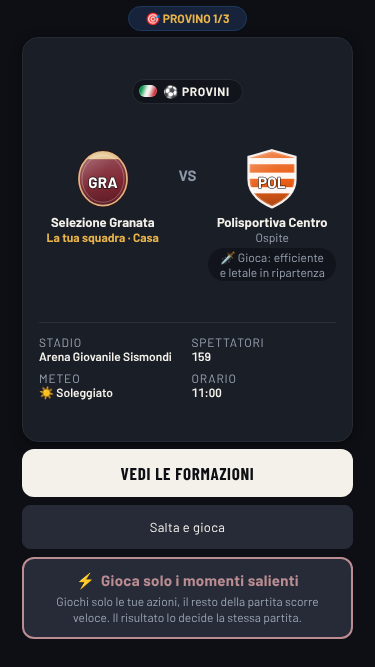 🎯 PROVINO 1/3
⚽ PROVINI
GRA
VS
POL
Selezione Granata
La tua squadra · Casa
Polisportiva Centro
Ospite
🗡️ Gioca: efficiente
e letale in ripartenza
STADIO
Arena Giovanile Sismondi
SPETTATORI
159
METEO
☀️ Soleggiato
ORARIO
11:00
VEDI LE FORMAZIONI
Salta e gioca
⚡ Gioca solo i momenti salienti
Giochi solo le tue azioni, il resto della partita scorre
veloce. Il risultato lo decide la stessa partita.